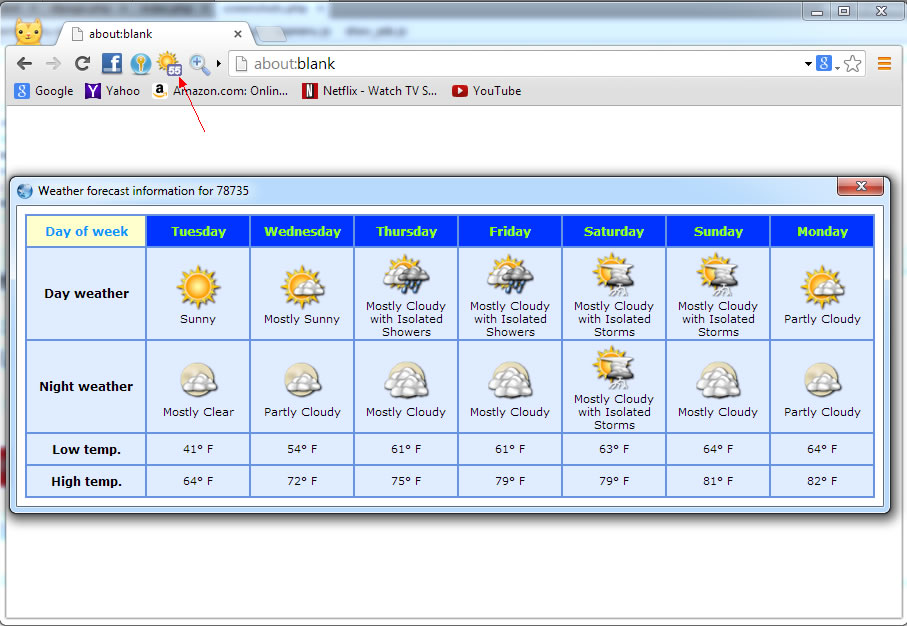 about:blank
55
about:blank
Google Yahoo Amazon.com: Onlin... Netflix - Watch TV S... YouTube
Weather forecast information for 78735
Day of week Tuesday Wednesday Thursday Friday Saturday Sunday Monday
Day weather
Sunny
Mostly Sunny
Mostly Cloudy
with Isolated
Showers
Mostly Cloudy
with Isolated
Showers
Mostly Cloudy
with Isolated
Storms
Mostly Cloudy
with Isolated
Storms
Partly Cloudy
Night weather
Mostly Clear
Partly Cloudy
Mostly Cloudy
Mostly Cloudy
Mostly Cloudy
with Isolated
Storms
Mostly Cloudy
Partly Cloudy
Low temp. 41° F 54° F 61° F 61° F 63° F 64° F 64° F
High temp. 64° F 72° F 75° F 79° F 79° F 81° F 82° F